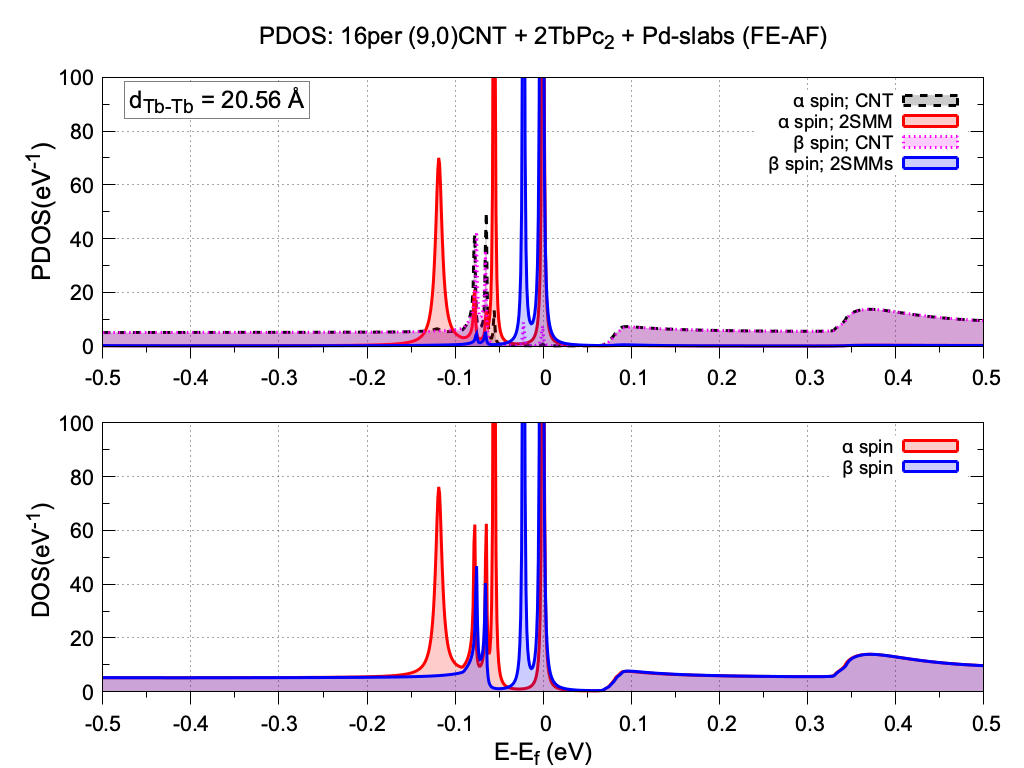 PDOS: 16per (9,0)CNT + 2TbPc2 + Pd-slabs (FE-AF)
100
80
60
40
20
0
PDOS(eV-1)
dTb-Tb = 20.56 Å
α spin; CNT
α spin; 2SMM
β spin; CNT
β spin; 2SMMs
-0.5 -0.4 -0.3 -0.2 -0.1 0 0.1 0.2 0.3 0.4 0.5
100
80
60
40
20
0
DOS(eV-1)
α spin
β spin
-0.5 -0.4 -0.3 -0.2 -0.1 0 0.1 0.2 0.3 0.4 0.5
E-Ef (eV)